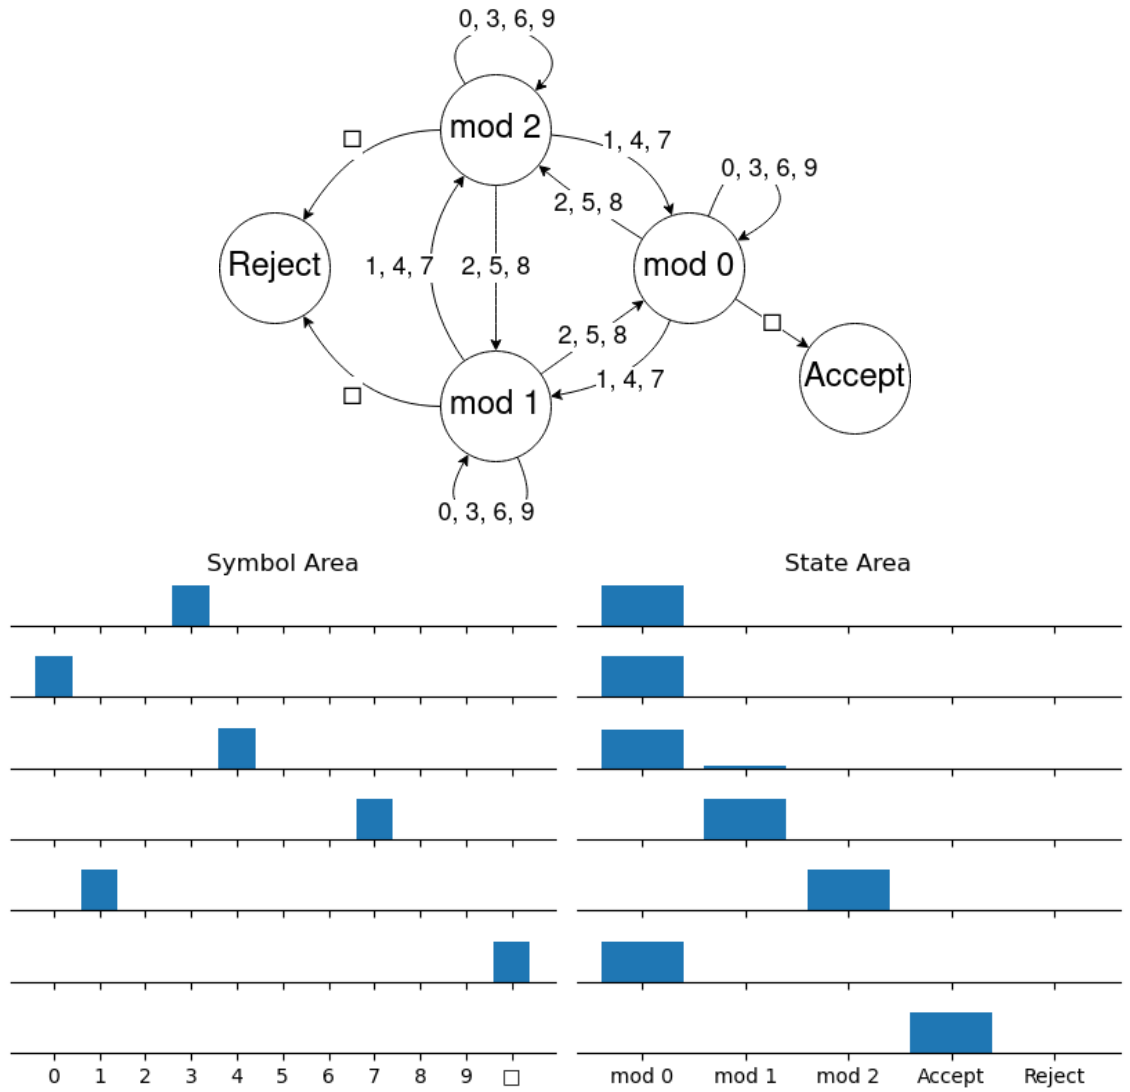 0, 3, 6, 9
mod 2
□
1, 4, 7
0, 3, 6, 9
2, 5, 8
Reject
1, 4, 7
2, 5, 8
mod 0
□
2, 5, 8
Accept
1, 4, 7
□
mod 1
0, 3, 6, 9
Symbol Area
State Area
0 1 2 3 4 5 6 7 8 9 □
mod 0 mod 1 mod 2 Accept Reject